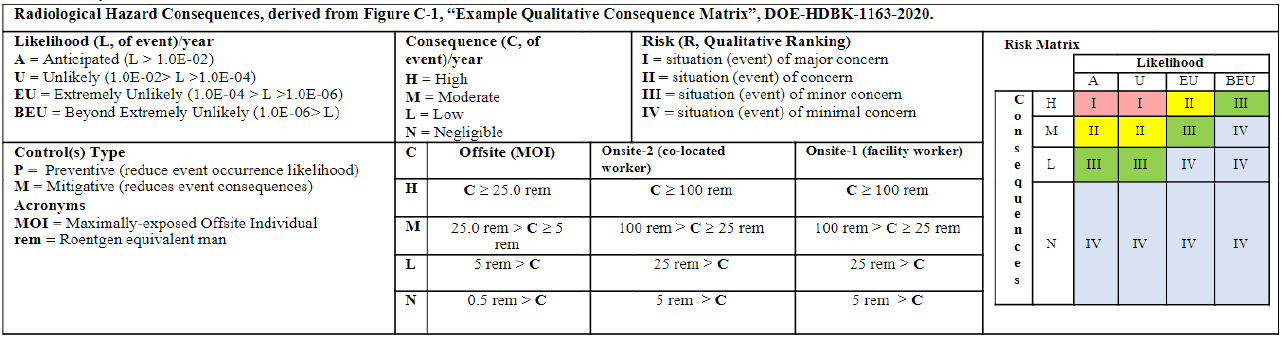 Radiological Hazard Consequences, derived from Figure C-1, “Example Qualitative Consequence Matrix”, DOE-HDBK-1163-2020.
Likelihood (L, of event)/year
A = Anticipated (L > 1.0E-02)
U = Unlikely (1.0E-02> L >1.0E-04)
EU = Extremely Unlikely (1.0E-04 > L >1.0E-06)
BEU = Beyond Extremely Unlikely (1.0E-06> L)
Consequence (C, of
event)/year
H = High
M = Moderate
L = Low
N = Negligible
Risk (R, Qualitative Ranking)
I = situation (event) of major concern
II = situation (event) of concern
III = situation (event) of minor concern
IV = situation (event) of minimal concern
Control(s) Type
P = Preventive (reduce event occurrence likelihood)
M = Mitigative (reduces event consequences)
Acronyms
MOI = Maximally-exposed Offsite Individual
rem = Roentgen equivalent man
C Offsite (MOI) Onsite-2 (co-located
worker) Onsite-1 (facility worker)
H C ≥ 25.0 rem C ≥ 100 rem C ≥ 100 rem
M 25.0 rem > C ≥ 5
rem 100 rem > C ≥ 25 rem 100 rem > C ≥ 25 rem
L 5 rem > C 25 rem > C 25 rem > C
N 0.5 rem > C 5 rem > C 5 rem > C
Risk Matrix
Likelihood
A U EU BEU
Consequences
H I I II III
M II II III IV
L III III IV IV
N IV IV IV IV